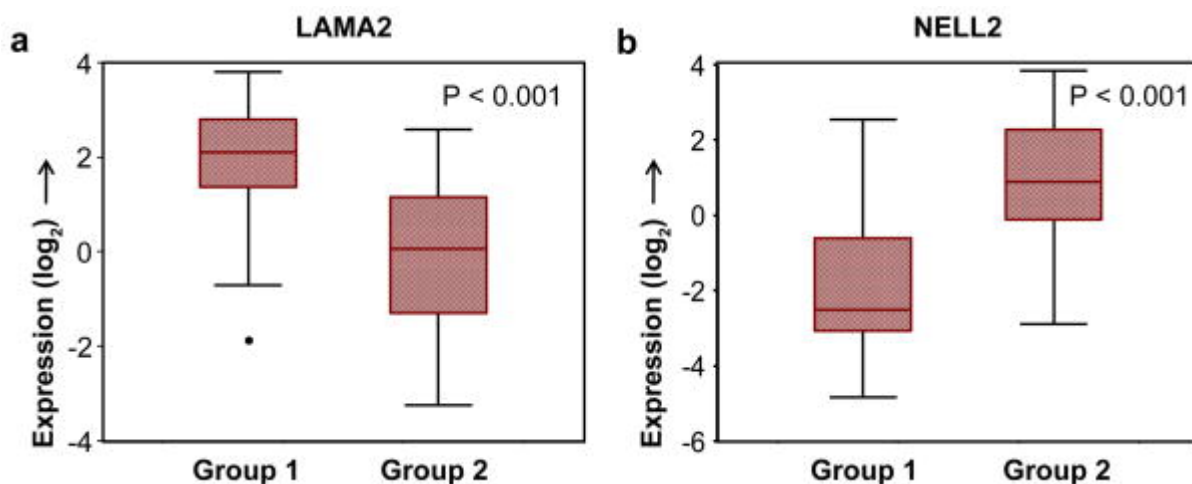 a
LAMA2
4
2
0
-2
-4
Expression (log2)
P < 0.001
Group 1
Group 2
b
NELL2
4
2
0
-2
-4
-6
Expression (log2)
P < 0.001
Group 1
Group 2